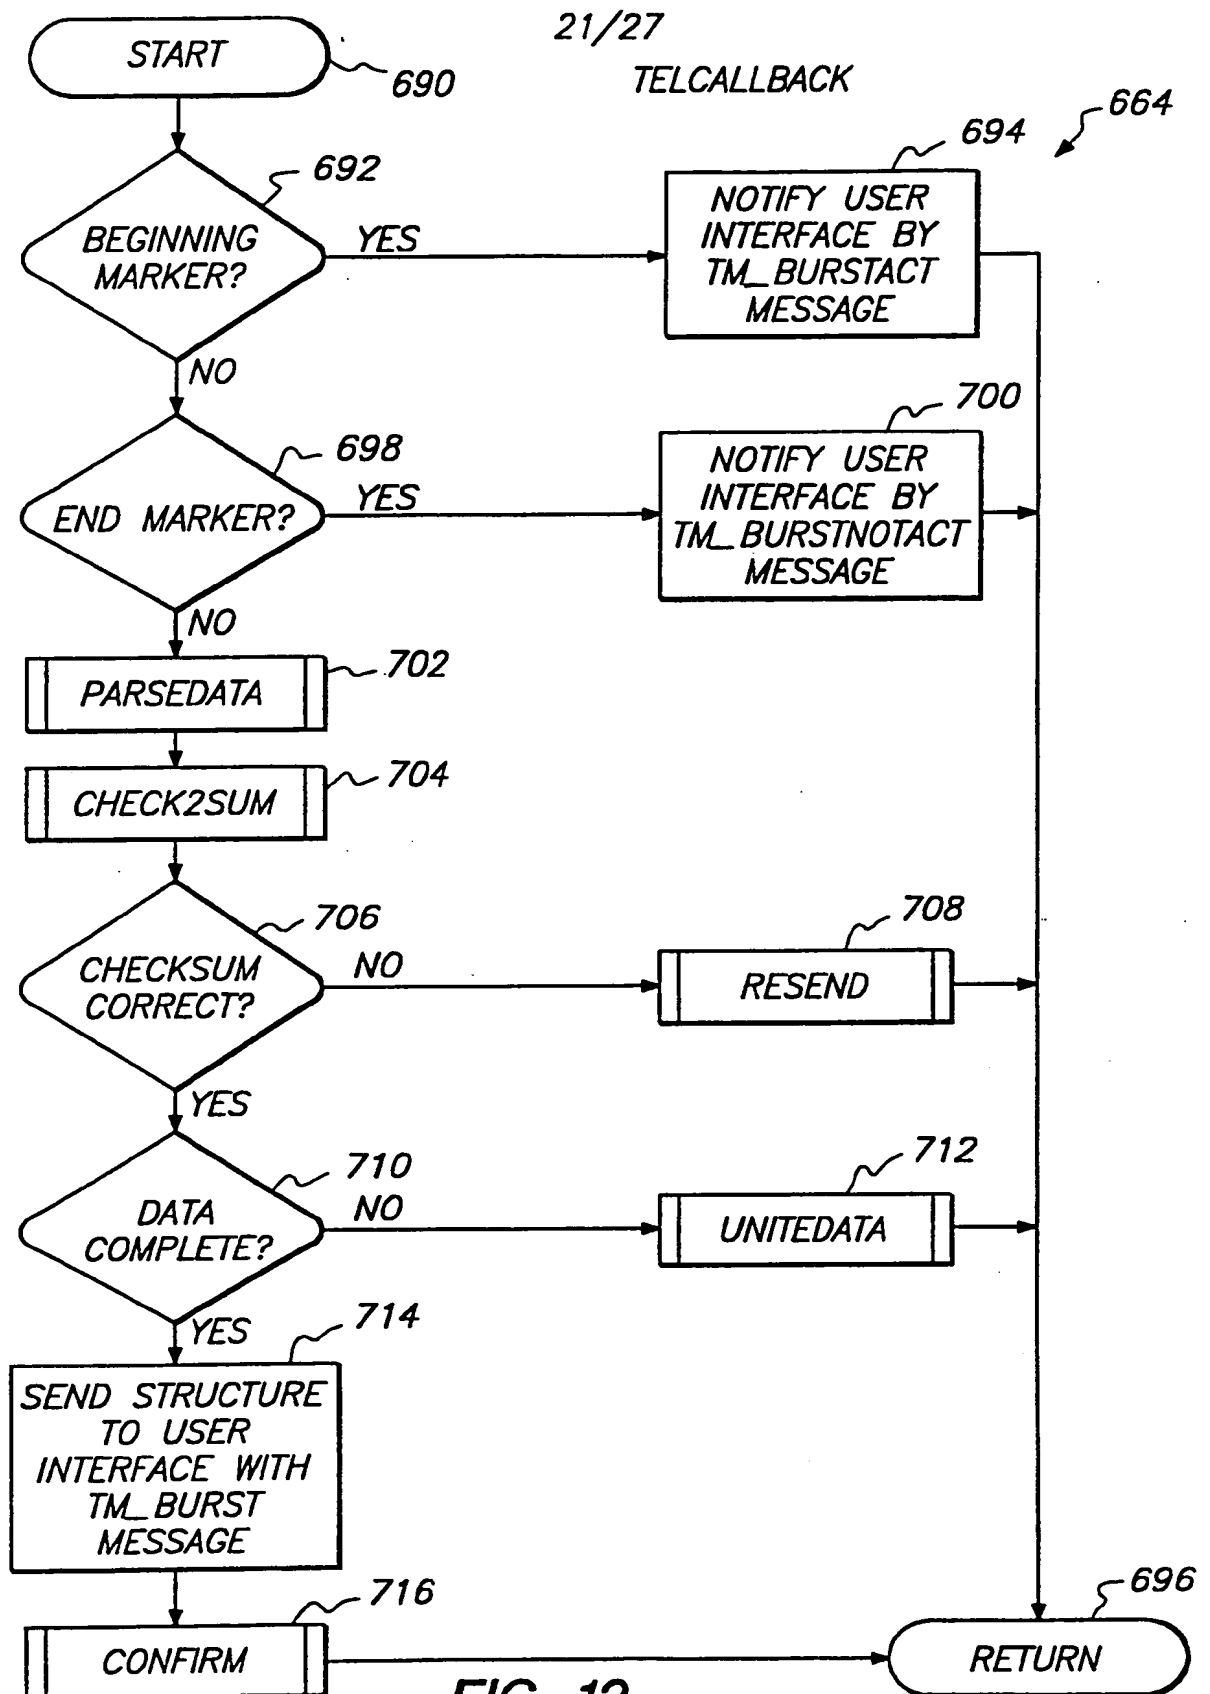 21/27
TELCALLBACK
START
690
664
692
BEGINNING
MARKER?
YES
NO
694
NOTIFY USER
INTERFACE BY
TM_BURSTACT
MESSAGE
698
END MARKER?
YES
NO
700
NOTIFY USER
INTERFACE BY
TM_BURSTNOTACT
MESSAGE
702
PARSEDATA
704
CHECK2SUM
706
CHECKSUM
CORRECT?
NO
YES
708
RESEND
710
DATA
COMPLETE?
NO
YES
712
UNITEDATA
714
SEND STRUCTURE
TO USER
INTERFACE WITH
TM_BURST
MESSAGE
716
CONFIRM
696
RETURN